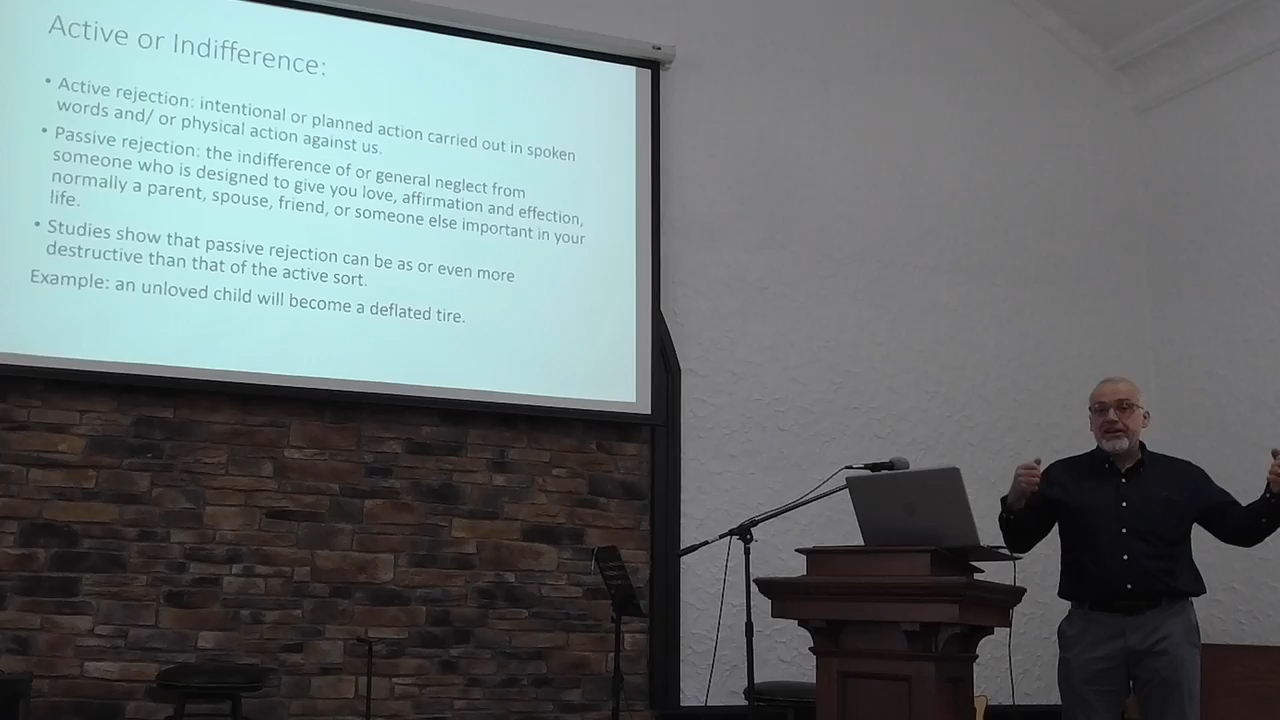 Active or Indifference:
• Active rejection: intentional or planned action carried out in spoken
words and/ or physical action against us.
• Passive rejection: the indifference of or general neglect from
someone who is designed to give you love, affirmation and effection,
normally a parent, spouse, friend, or someone else important in your
life.
• Studies show that passive rejection can be as or even more
destructive than that of the active sort.
Example: an unloved child will become a deflated tire.